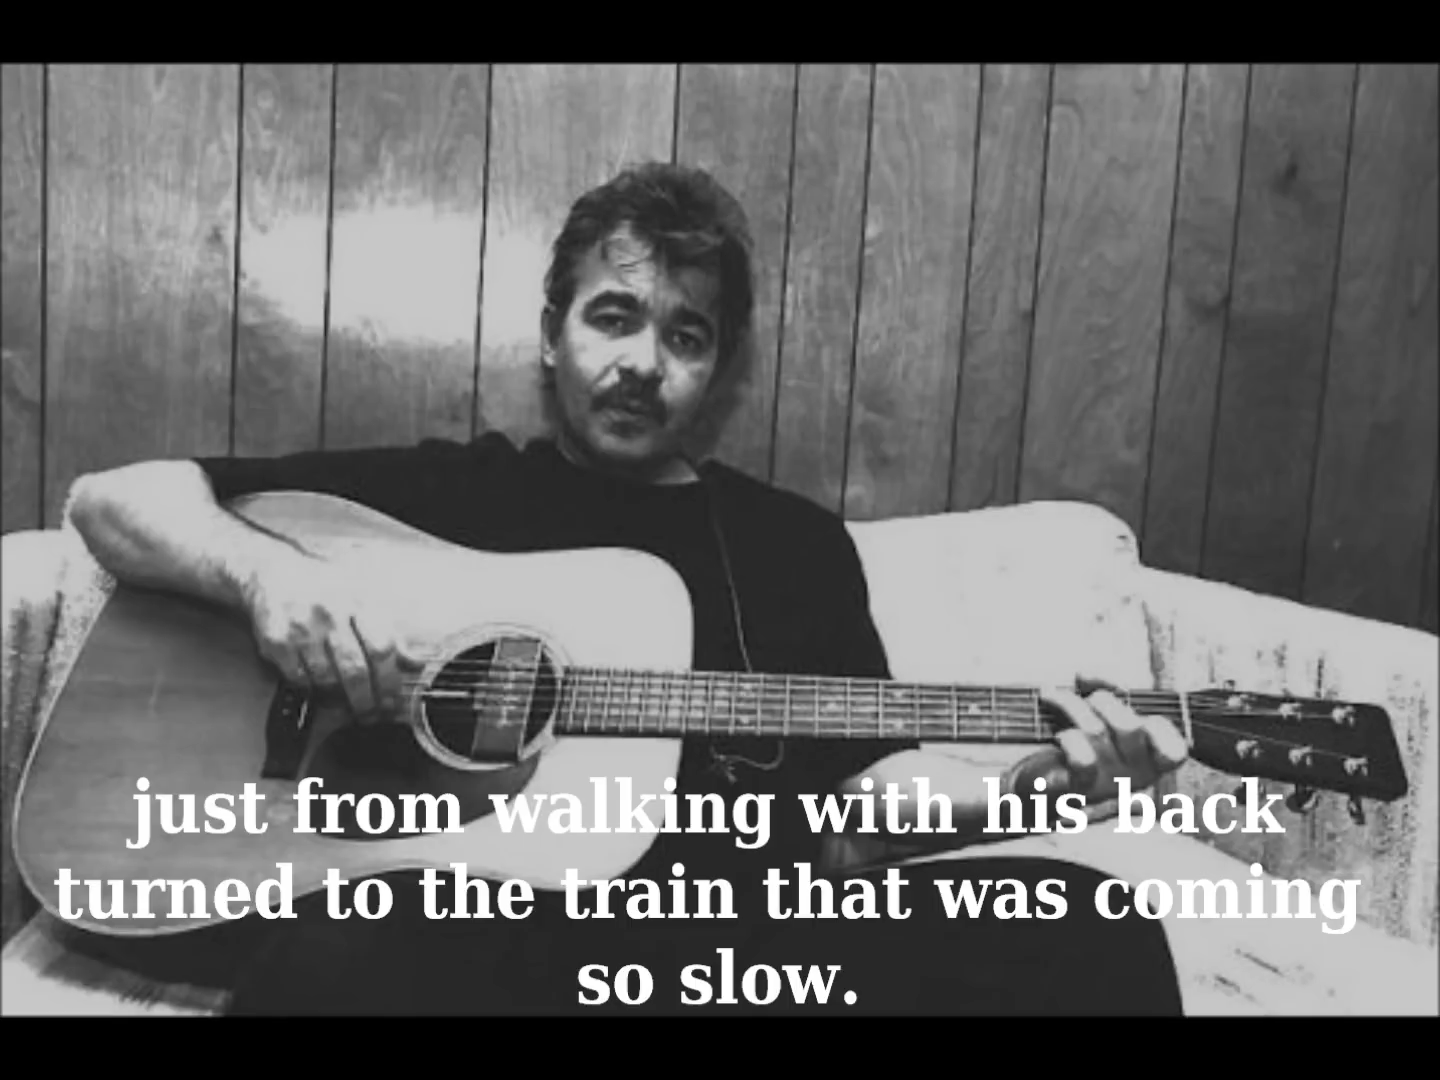 just from walking with his back
turned to the train that was coming
so slow.